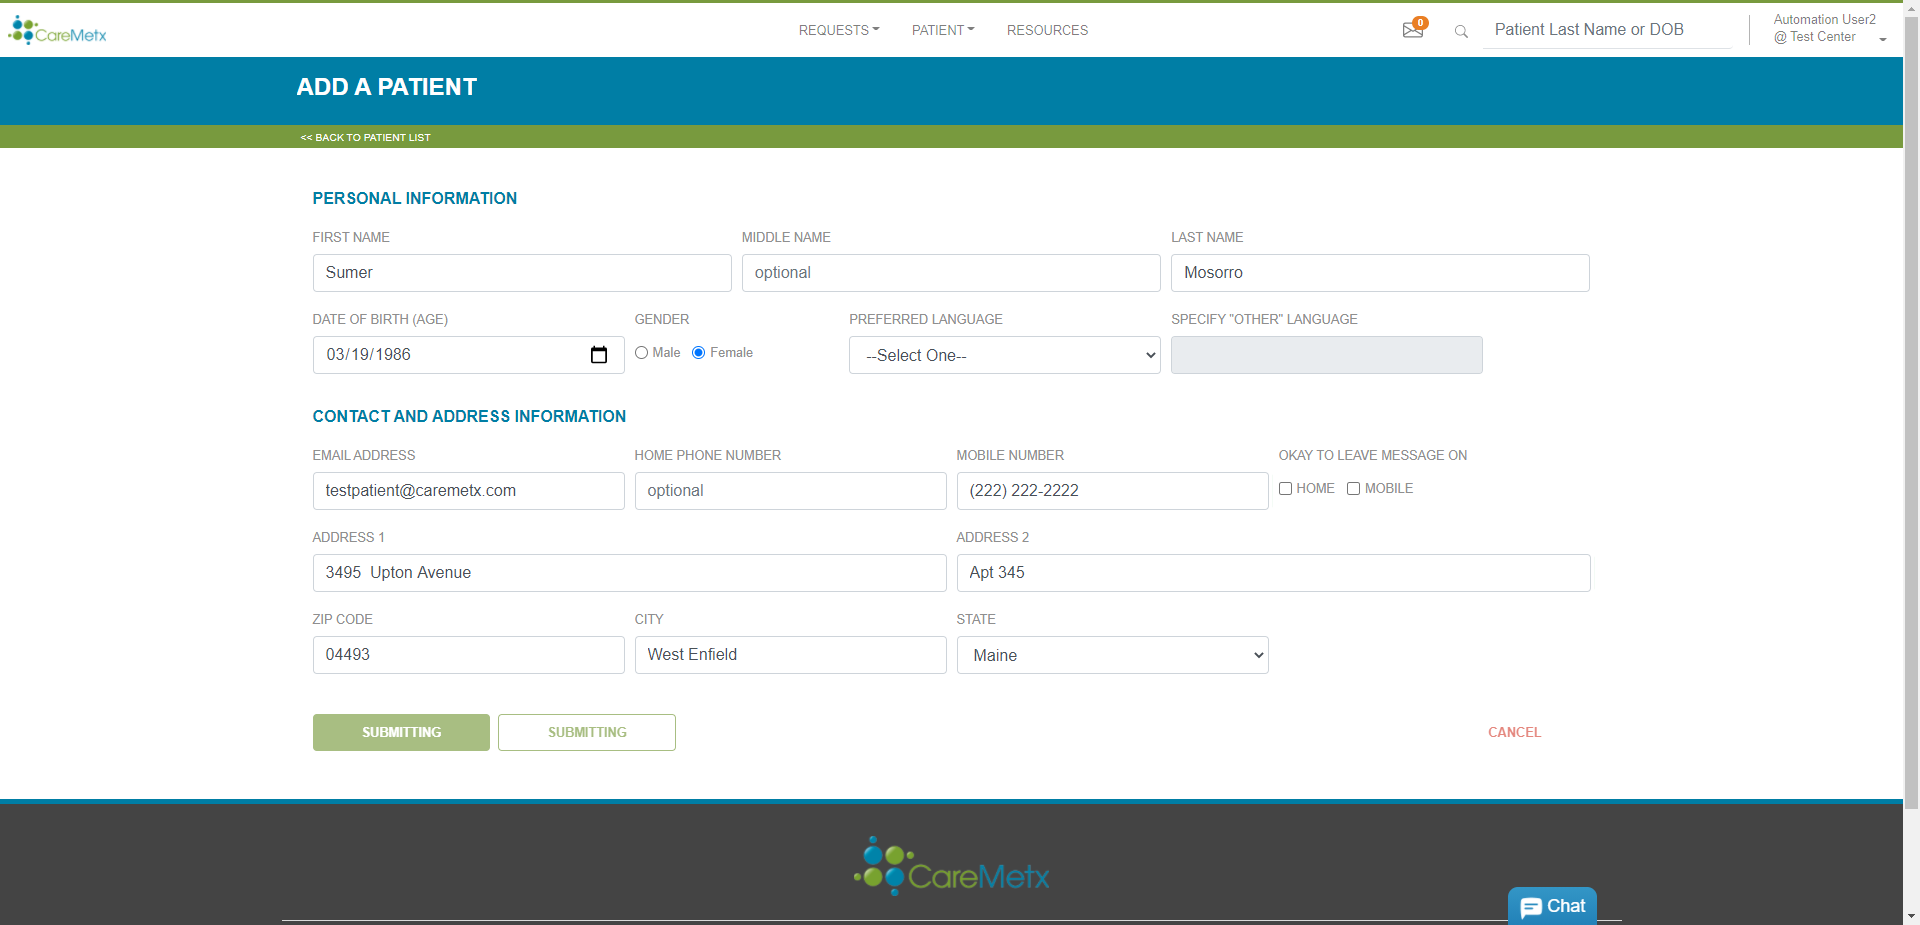 CareMetx
REQUESTS
PATIENT
RESOURCES
0
Patient Last Name or DOB
Automation User2
@ Test Center
ADD A PATIENT
<< BACK TO PATIENT LIST
PERSONAL INFORMATION
FIRST NAME
MIDDLE NAME
LAST NAME
Sumer
optional
Mosorro
DATE OF BIRTH (AGE)
GENDER
PREFERRED LANGUAGE
SPECIFY "OTHER" LANGUAGE
03/19/1986
Male
Female
--Select One--
CONTACT AND ADDRESS INFORMATION
EMAIL ADDRESS
HOME PHONE NUMBER
MOBILE NUMBER
OKAY TO LEAVE MESSAGE ON
testpatient@caremetx.com
optional
(222) 222-2222
HOME
MOBILE
ADDRESS 1
ADDRESS 2
3495  Upton Avenue
Apt 345
ZIP CODE
CITY
STATE
04493
West Enfield
Maine
SUBMITTING
SUBMITTING
CANCEL
CareMetx
Chat